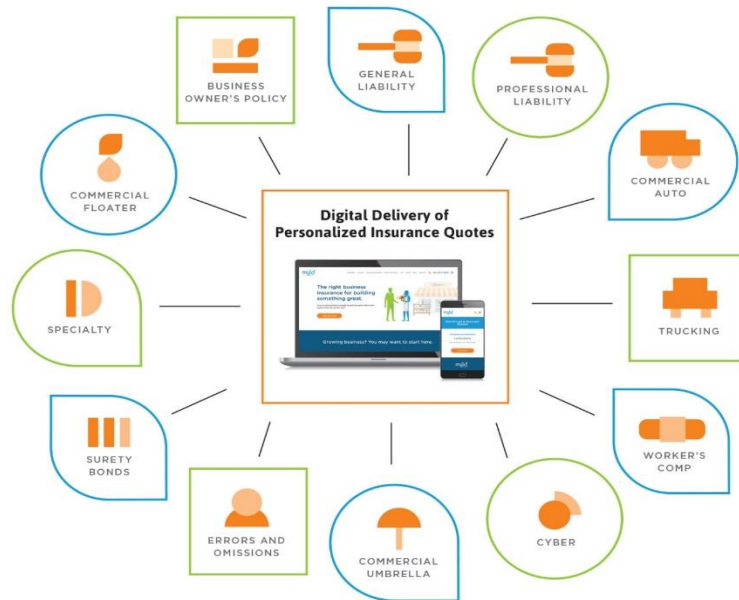 BUSINESS
OWNER'S POLICY
GENERAL
LIABILITY
PROFESSIONAL
LIABILITY
COMMERCIAL
FLOATER
COMMERCIAL
AUTO
Digital Delivery of
Personalized Insurance Quotes
The right business
insurance for building
something great.
Growing business? You may want to start here.
SPECIALTY
TRUCKING
SURETY
BONDS
WORKER'S
COMP
ERRORS AND
OMISSIONS
COMMERCIAL
UMBRELLA
CYBER